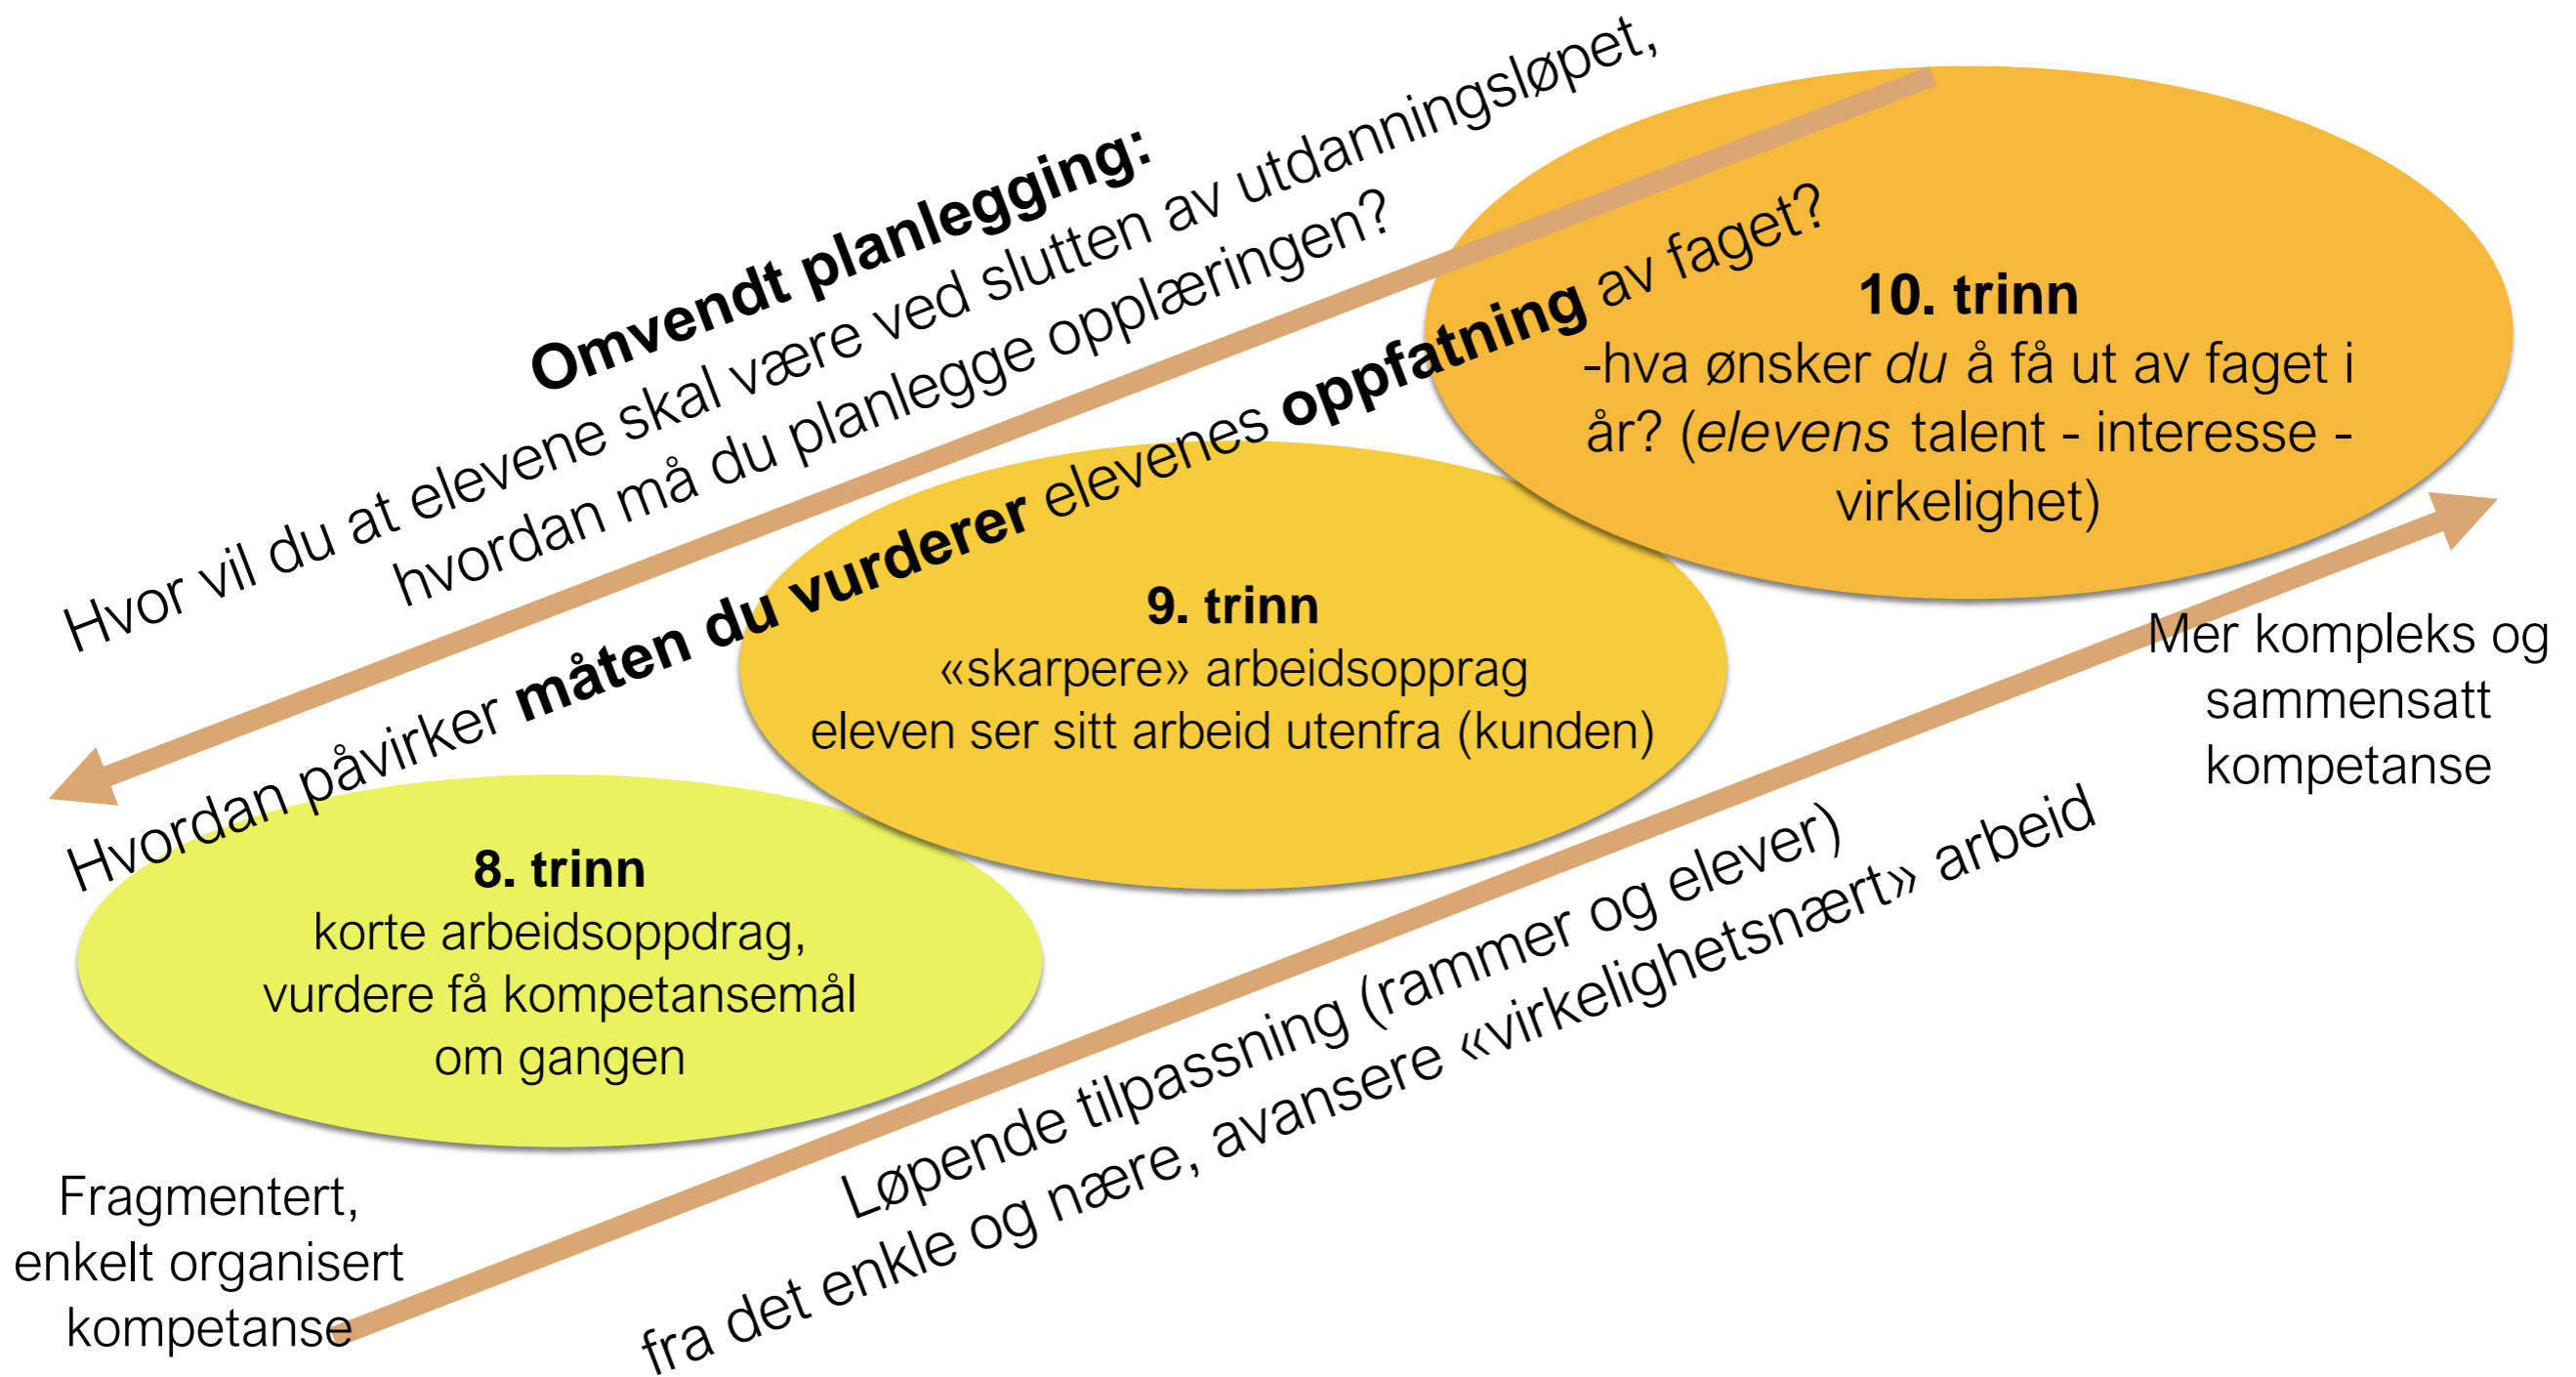 Omvendt planlegging:
Hvor vil du at elevene skal være ved slutten av utdanningsløpet,
hvordan må du planlegge opplæringen?
Hvordan påvirker måten du vurderer elevenes oppfatning av faget?
10. trinn
-hva ønsker du å få ut av faget i
år? (elevens talent - interesse -
virkelighet)
9. trinn
«skarpere» arbeidsopprag
eleven ser sitt arbeid utenfra (kunden)
Mer kompleks og
sammensatt
kompetanse
8. trinn
korte arbeidsoppdrag,
vurdere få kompetansemål
om gangen
Løpende tilpassning (rammer og elever)
fra det enkle og nære, avansere «virkelighetsnært» arbeid
Fragmentert,
enkelt organisert
kompetanse